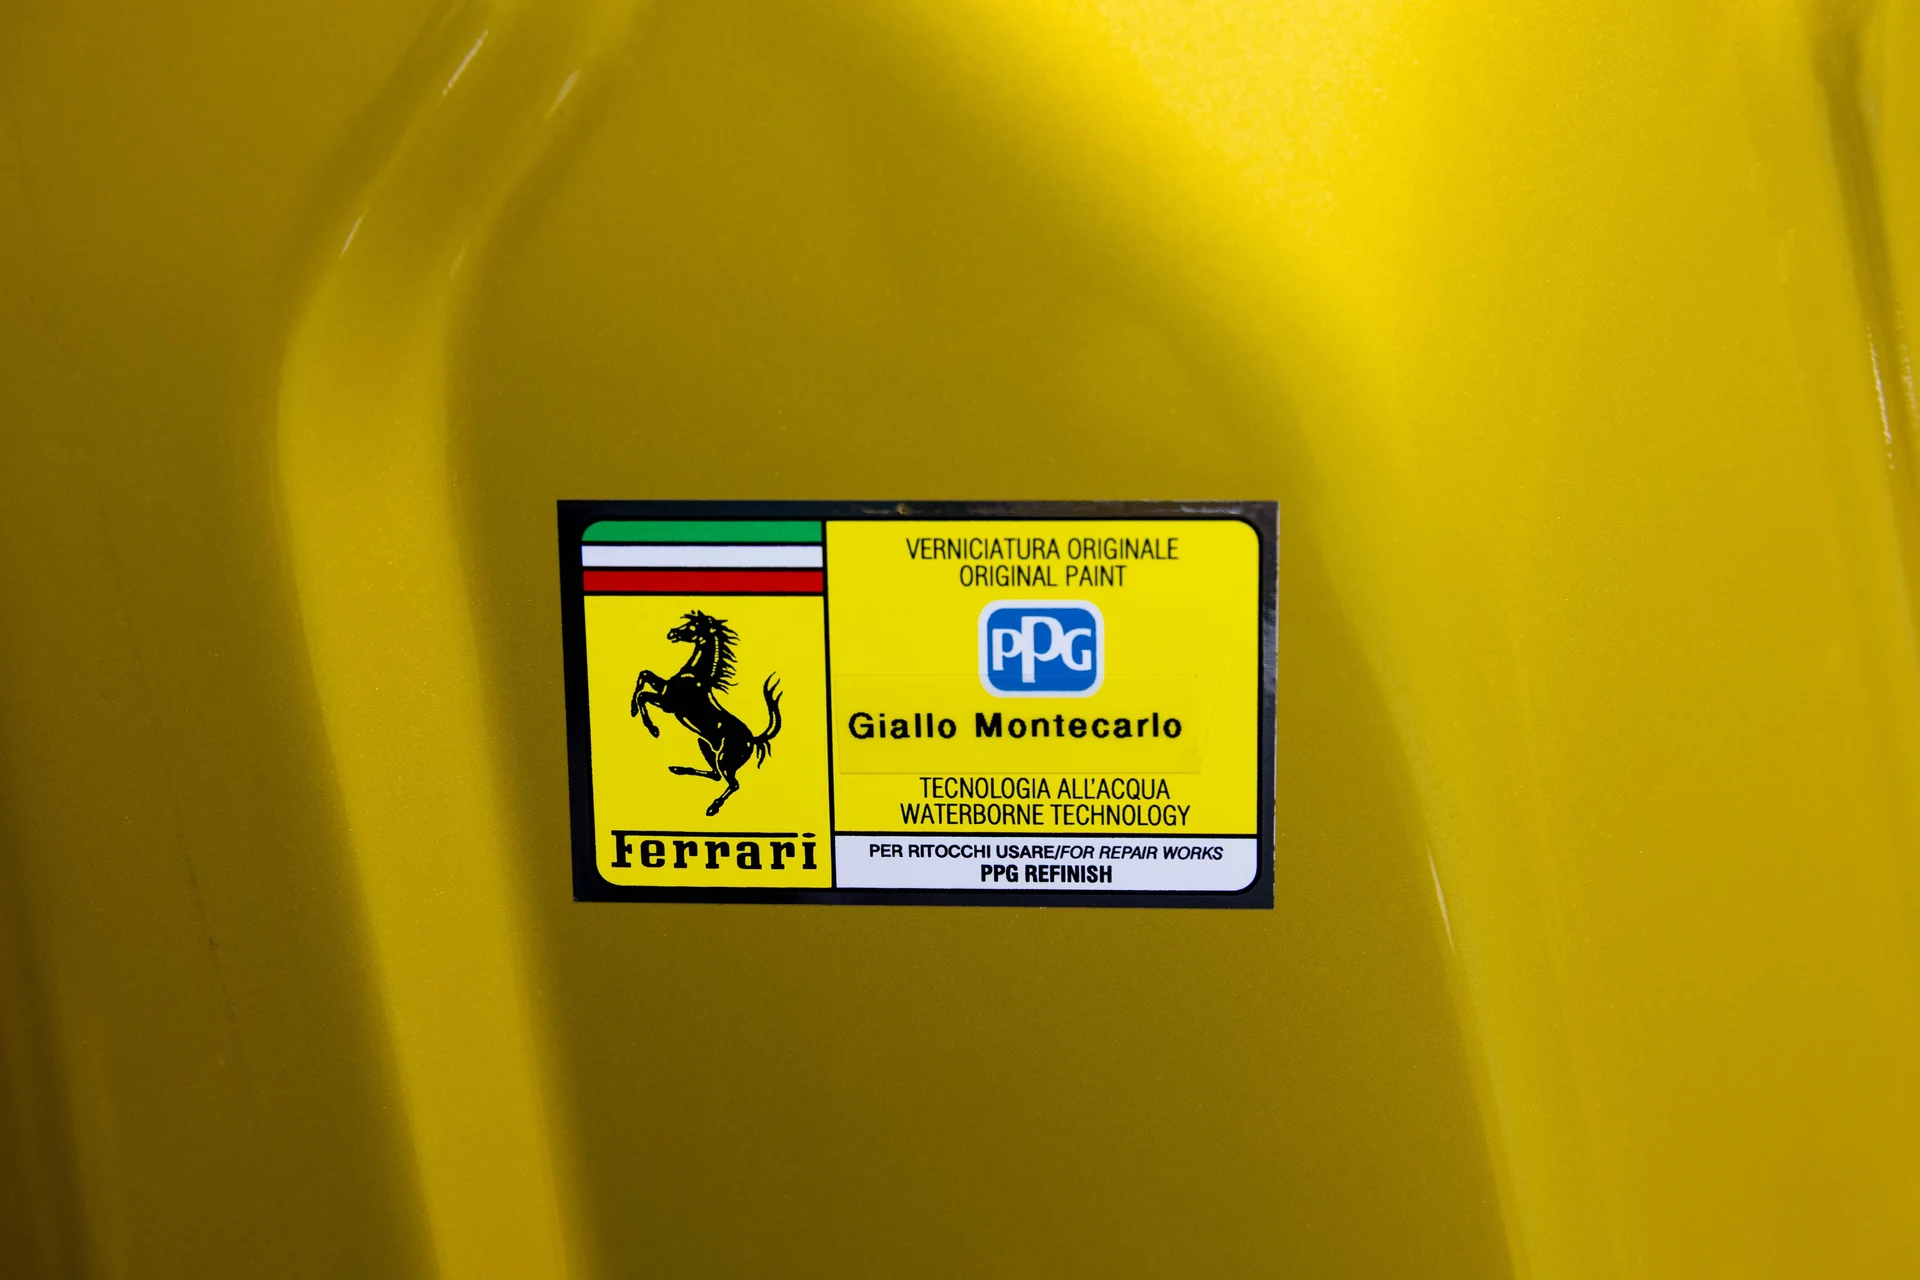 Ferrari
VERNICIATURA ORIGINALE
ORIGINAL PAINT
PPG
Giallo Montecarlo
TECNOLOGIA ALL'ACQUA
WATERBORNE TECHNOLOGY
PER RITOCCHI USARE/FOR REPAIR WORKS
PPG REFINISH